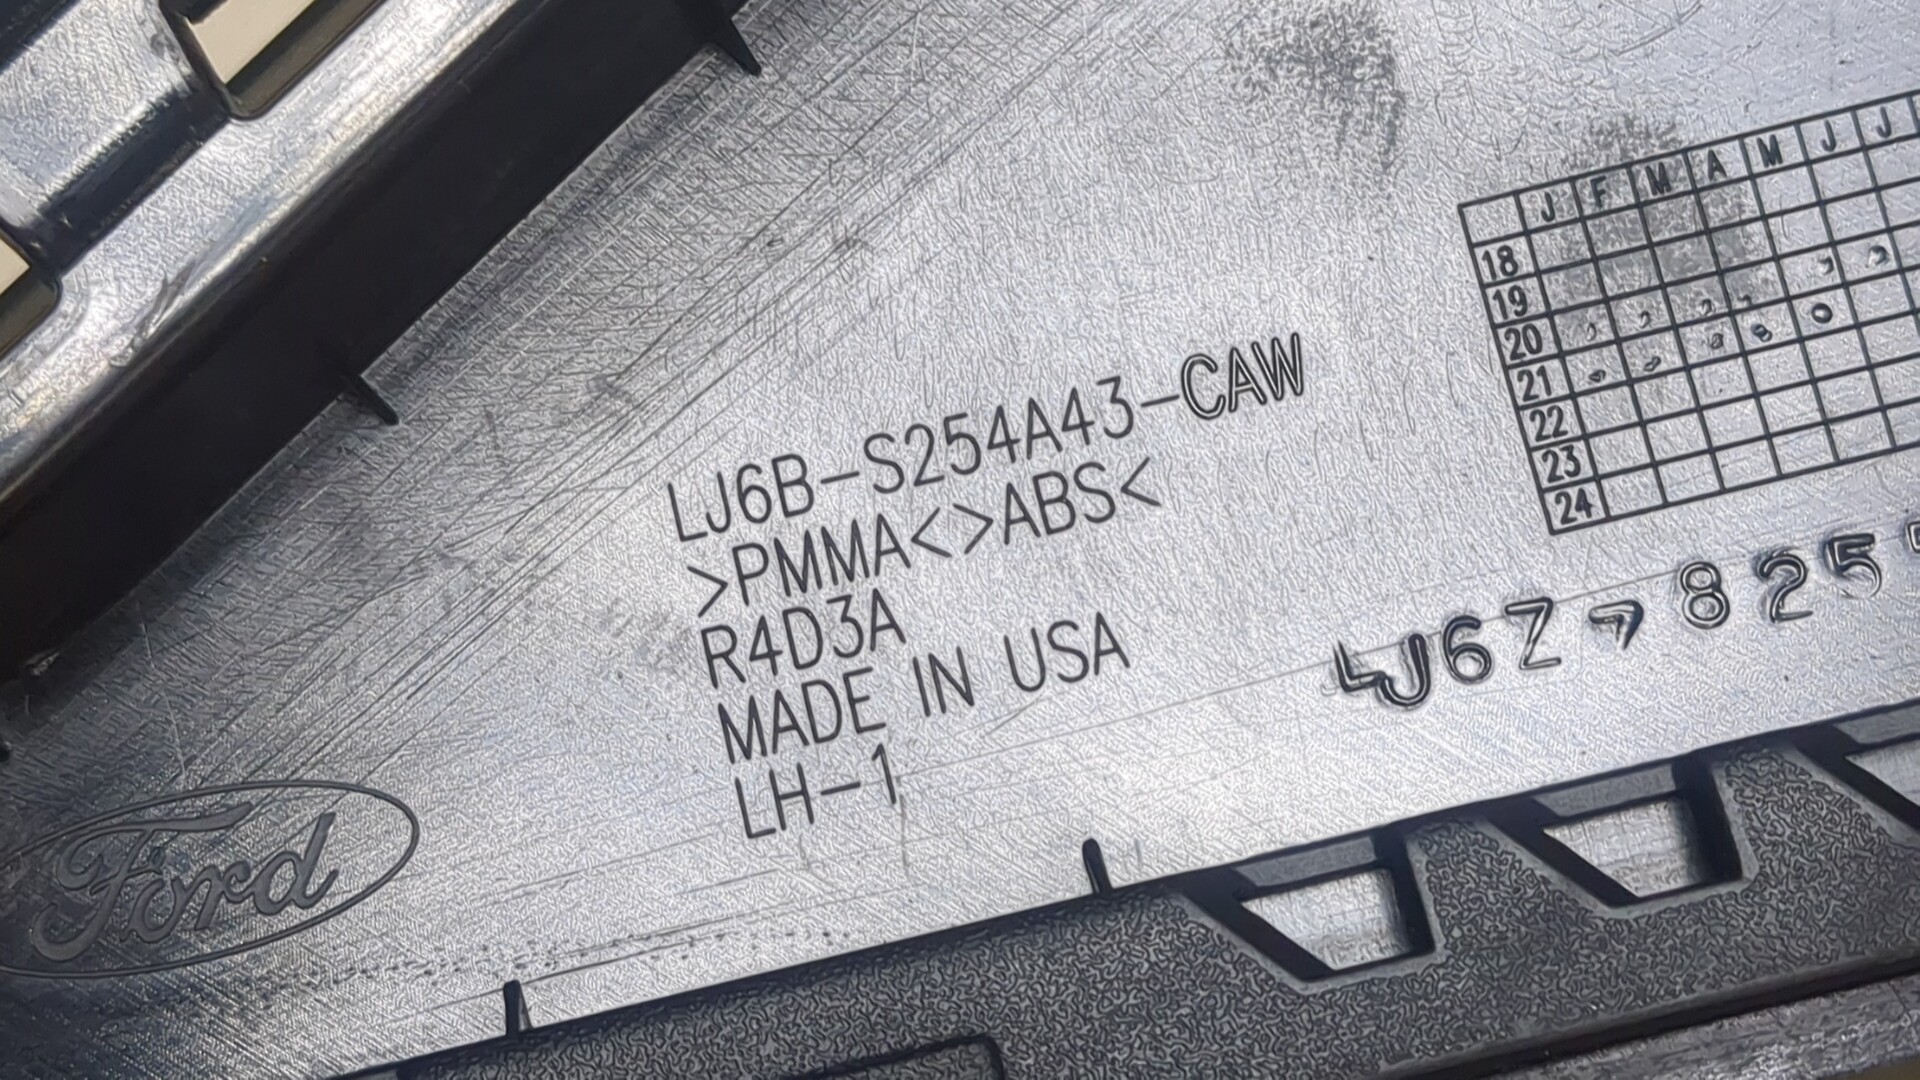 LJ6B-S254A43-CAW
>PMMA<>ABS<
R4D3A
MADE IN USA
LH-1
Ford
J F M A M J J
18
19
20
21
22
23
24
LJ6Z 7 825